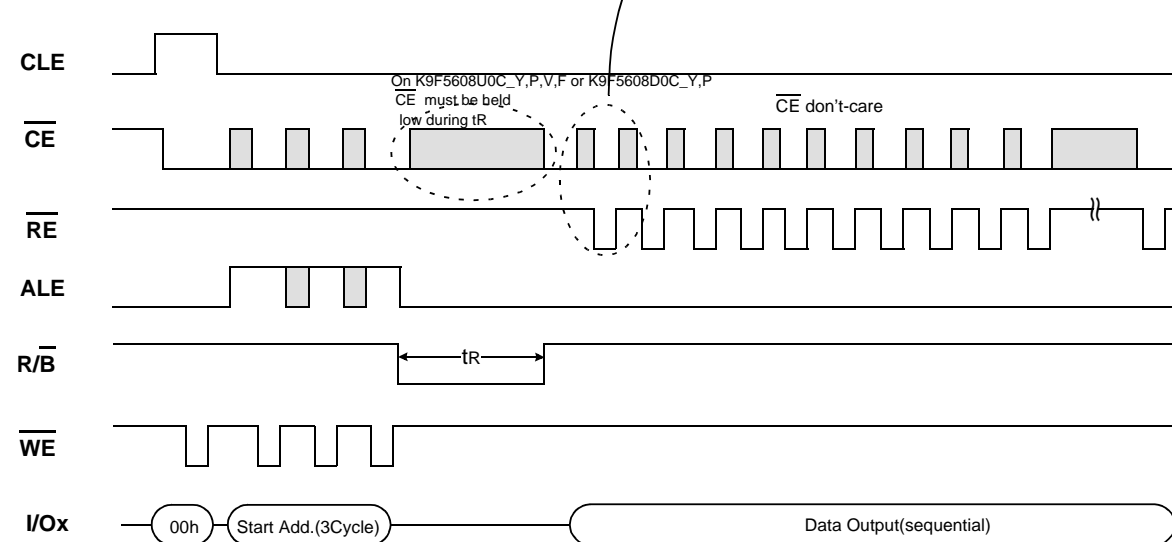 CLE
On K9F5608U0C_Y,P,V,F or K9F5608D0C_Y,P
CE must be held
low during tR
CE don't-care
CE
RE
ALE
R/B
tR
WE
I/Ox
00h
Start Add.(3Cycle)
Data Output(sequential)